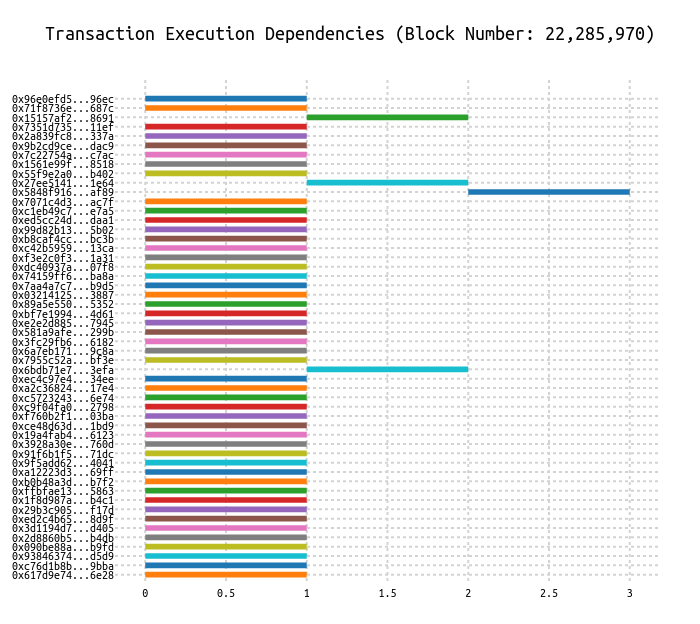 Transaction Execution Dependencies (Block Number: 22,285,970)
0x96e0efd5...96ec
0x71f8736e...687c
0x15157af2...8691
0x7351d735...11ef
0x2a839fc8...337a
0x9b2cd9ce...dac9
0x7c22754a...c7ac
0x1561e99f...8518
0x55f9e2a0...b402
0x27ee5141...1e64
0x5848f916...af89
0x7071c4d3...ac7f
0xc1eb49c7...e7a5
0xed5cc24d...daa1
0x99d82b13...5b02
0xb8caf4cc...bc3b
0xc42b5959...13ca
0xf3e2c0f3...1a31
0xdc40937a...07f8
0x74159ff6...ba8a
0x7aa4a7c7...b9d5
0x03214125...3887
0x89a5e550...5352
0xbf7e1994...4d61
0xe2e2d885...7945
0x581a9afe...299b
0x3fc29fb6...6182
0x6a7eb171...9c8a
0x7955c52a...bf3e
0x6bdb71e7...3efa
0xec4c97e4...34ee
0xa2c36824...17e4
0xc5723243...6e74
0xc9f04fa0...2798
0xf760b2f1...03ba
0xce48d63d...1bd9
0x19a4fab4...6123
0x3928a30e...760d
0x91f6b1f5...71dc
0x9f5add62...4041
0xa12223d3...69ff
0xb0b48a3d...b7f2
0xffbfae13...5863
0x1f8d987a...b4c1
0x29b3c905...f17d
0xed2c4b65...8d9f
0x3d1194d7...d405
0x2d8860b5...b4db
0x090be88a...b9fd
0x93846374...d5d9
0xc76d1b8b...9bba
0x617d9e74...6e28
0 0.5 1 1.5 2 2.5 3